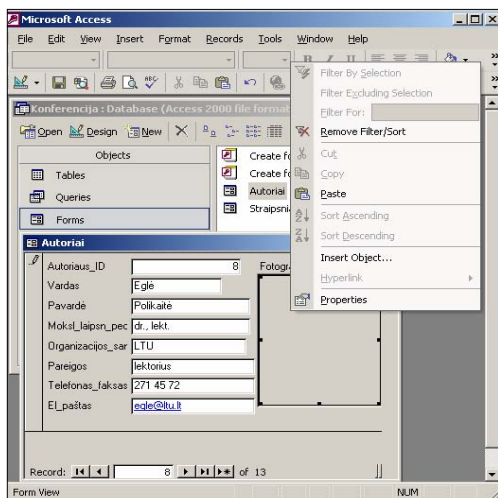 Microsoft Access
File Edit View Insert Format Records Tools Window Help
Konferencija : Database (Access 2000 file format
Open Design New
Objects
Tables
Queries
Forms
Create fo
Create fo
Autoriai
Straipsnia
Filter By Selection
Filter Excluding Selection
Filter For:
Remove Filter/Sort
Cut
Copy
Paste
Sort Ascending
Sort Descending
Insert Object...
Hyperlink
Properties
Autoriai
Autoriaus_ID 8 Fotogr
Vardas Eglė
Pavardė Polikaitė
Moksl_laipsn_pec dr., lekt.
Organizacijos_sar LTU
Pareigos lektorius
Telefonas_faksas 271 45 72
El_paštas egle@ltu.lt
Record: 8 of 13
Form View NUM